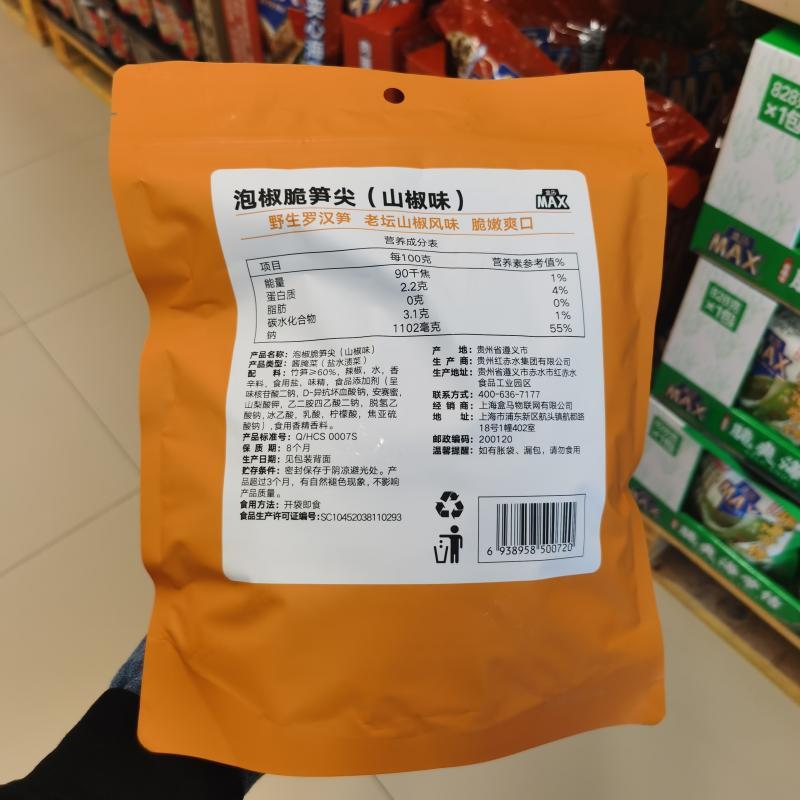 泡椒脆笋尖（山椒味）
盒马
MAX
野生罗汉笋 老坛山椒风味 脆嫩爽口
营养成分表
项目 每100克 营养素参考值%
能量 90千焦 1%
蛋白质 2.2克 4%
脂肪 0克 0%
碳水化合物 3.1克 1%
钠 1102毫克 55%
产品名称：泡椒脆笋尖（山椒味）
产品类型：酱腌菜（盐水渍菜）
配 料：竹笋≥60%，辣椒，水，香
辛料，食用盐，味精，食品添加剂（呈
味核苷酸二钠，D-异抗坏血酸钠，安赛蜜，
山梨酸钾，乙二胺四乙酸二钠，脱氢乙
酸钠，冰乙酸，乳酸，柠檬酸，焦亚硫
酸钠），食用香精香料。
产品标准号：Q/HCS 0007S
保 质 期：8个月
生产日期：见包装背面
贮存条件：密封保存于阴凉避光处。产
品超过3个月，有自然褪色现象，不影响
产品质量。
食用方法：开袋即食
食品生产许可证编号：SC10452038110293
产 地：贵州省遵义市
生 产 商：贵州红赤水集团有限公司
生产地址：贵州省遵义市赤水市红赤水
食品工业园区
联系方式：400-636-7177
经 销 商：上海盒马物联网有限公司
地 址：上海市浦东新区航头镇航都路
18号1幢402室
邮政编码：200120
温馨提醒：如有胀袋、漏包，请勿食用
6 938958 500720
828克
×1包
MAX
828克
×1包
MAX
MAX